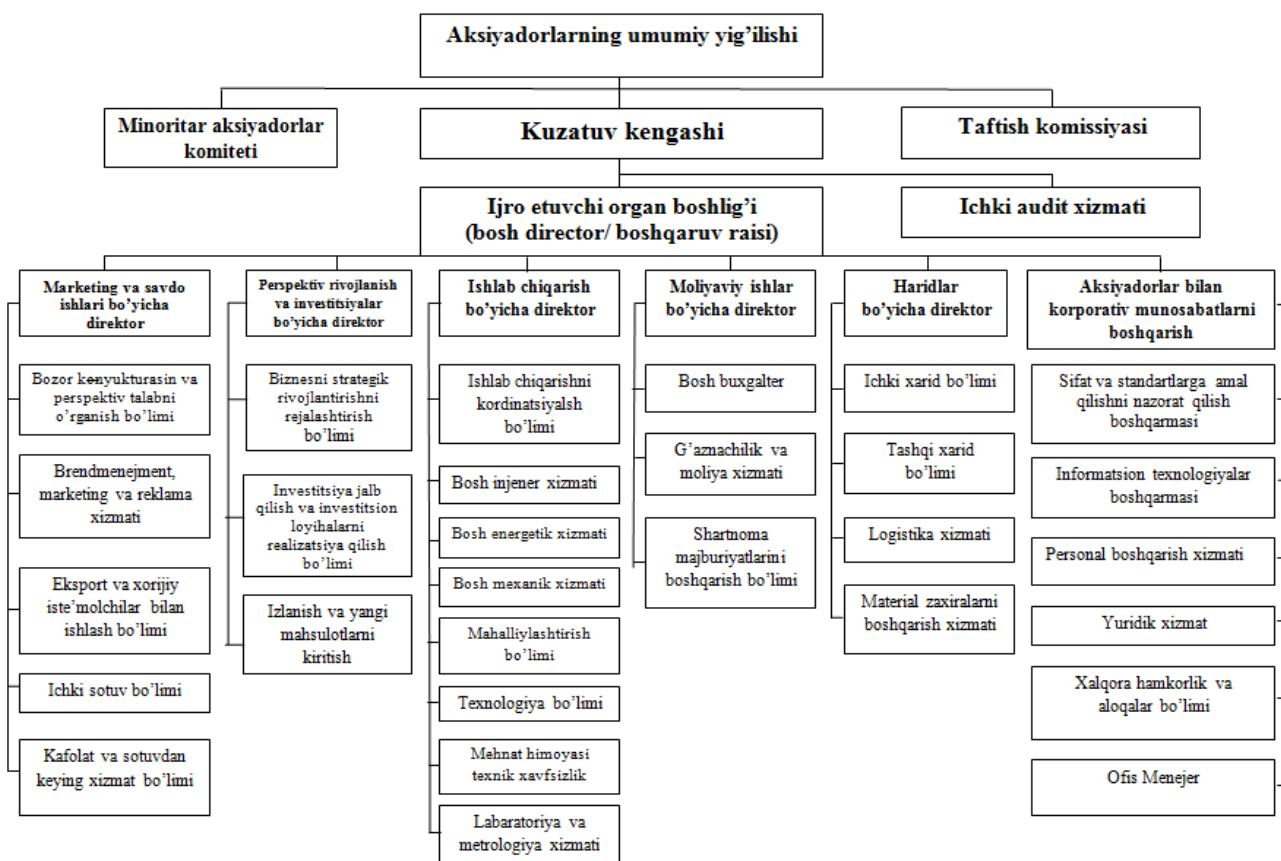 Aksiyadorlarning umumiy yig'ilishi
Minoritar aksiyadorlar
komiteti
Kuzatuv kengashi
Taftish komissiyasi
Ijro etuvchi organ boshlig'i
(bosh director/ boshqaruv raisi)
Ichki audit xizmati
Marketing va savdo
ishlari bo'yicha
direktor
Bozor konyukturasin va
perspektiv talabni
o'rganish bo'limi
Brendmenejment,
marketing va reklama
xizmati
Eksport va xorijiy
iste'molchilar bilan
ishlash bo'limi
Ichki sotuv bo'limi
Kafolat va sotuvdan
keying xizmat bo'limi
Perspektiv rivojlanish
va investitsiyalar
bo'yicha direktor
Biznesni strategik
rivojlantirishni
rejalashtirish
bo'limi
Investitsiya jalb
qilish va investitsion
loyihalarni
realizatsiya qilish
bo'limi
Izlanish va yangi
mahsulotlarni
kiritish
Ishlab chiqarish
bo'yicha direktor
Ishlab chiqarishni
kordinatsiyalsh
bo'limi
Bosh injener xizmati
Bosh energetik xizmati
Bosh mexanik xizmati
Mahalliylashtirish
bo'limi
Texnologiya bo'limi
Mehnat himoyasi
texnik xavfsizlik
Labaratoriya va
metrologiya xizmati
Moliyaviy ishlar
bo'yicha direktor
Bosh buxgalter
G'aznachilik va
moliya xizmati
Shartnoma
majburiyatlarini
boshqarish bo'limi
Haridlar
bo'yicha direktor
Ichki xarid bo'limi
Tashqi xarid
bo'limi
Logistika xizmati
Material zaxiralarni
boshqarish xizmati
Aksiyadorlar bilan
korporativ munosabatlarni
boshqarish
Sifat va standartlarga amal
qilishni nazorat qilish
boshqarmasi
Informatsion texnologiyalar
boshqarmasi
Personal boshqarish xizmati
Yuridik xizmat
Xalqora hamkorlik va
aloqalar bo'limi
Ofis Menejer